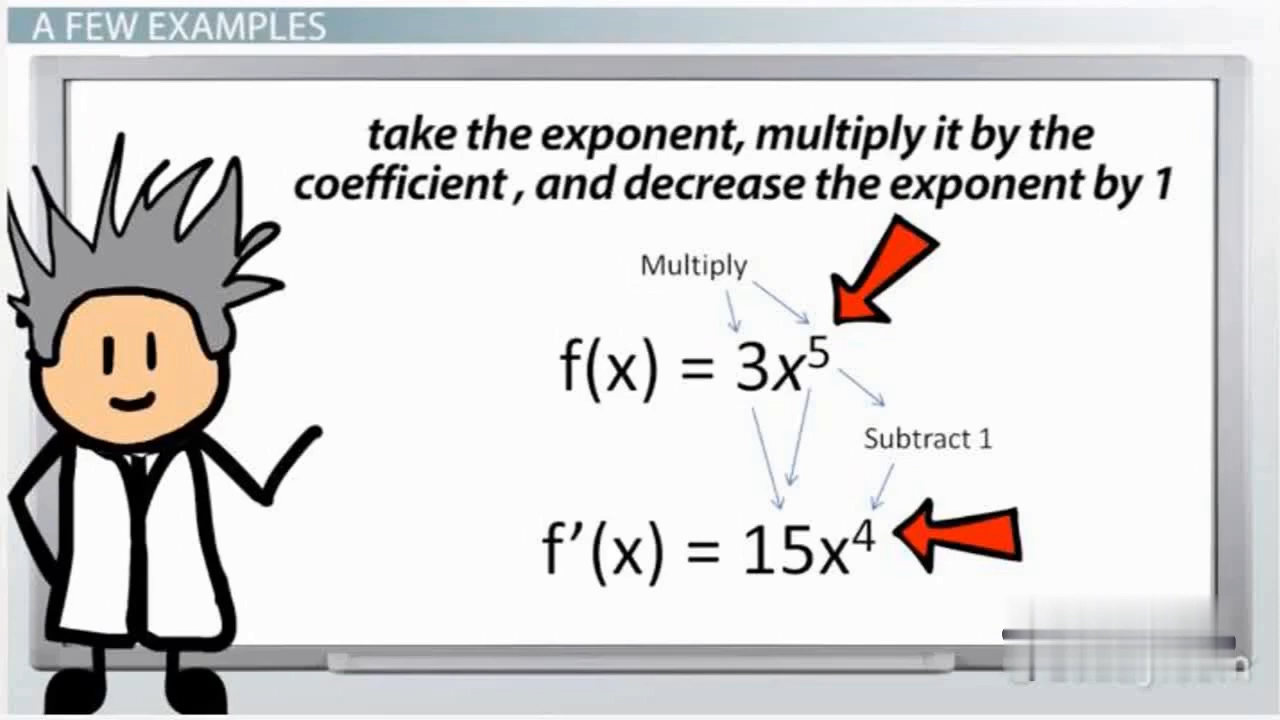 A FEW EXAMPLES
take the exponent, multiply it by the
coefficient , and decrease the exponent by 1
Multiply
f(x) = 3x⁵
Subtract 1
f’(x) = 15x⁴